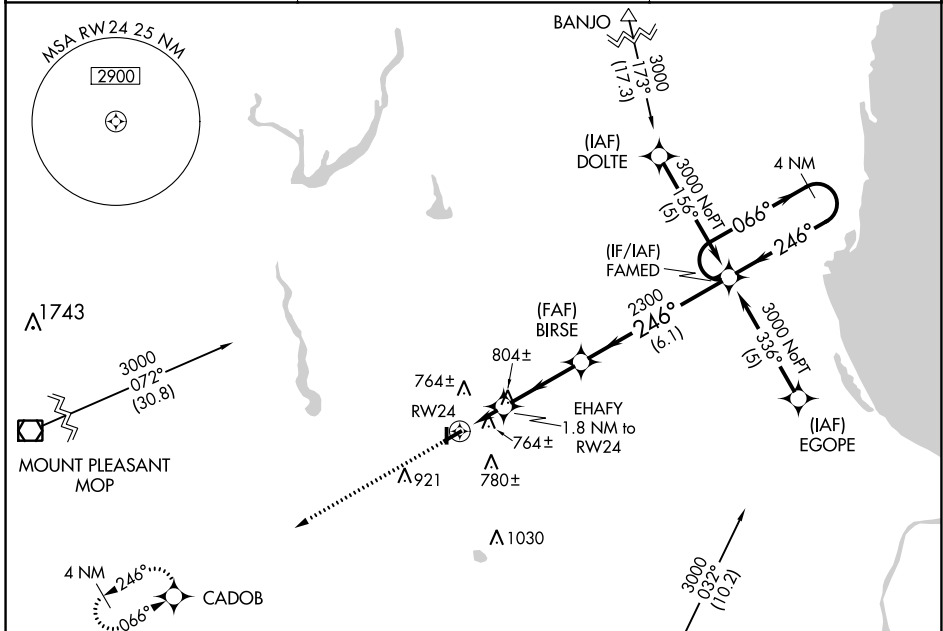 MSA RW24 25 NM
2900
BANJO
3000
173°
(17.3)
(IAF)
DOLTE
3000 NoPT
156°
(5)
4 NM
066°
246°
(IF/IAF)
FAMED
2300
246°
(6.1)
(FAF)
BIRSE
3000 NoPT
336°
(5)
(IAF)
EGOPE
1743
3000
072°
(30.8)
MOUNT PLEASANT
MOP
804±
764±
RW24
EHAFY
1.8 NM to
RW24
764±
921
780±
1030
4 NM
246°
066°
CADOB
3000
032°
(10.2)